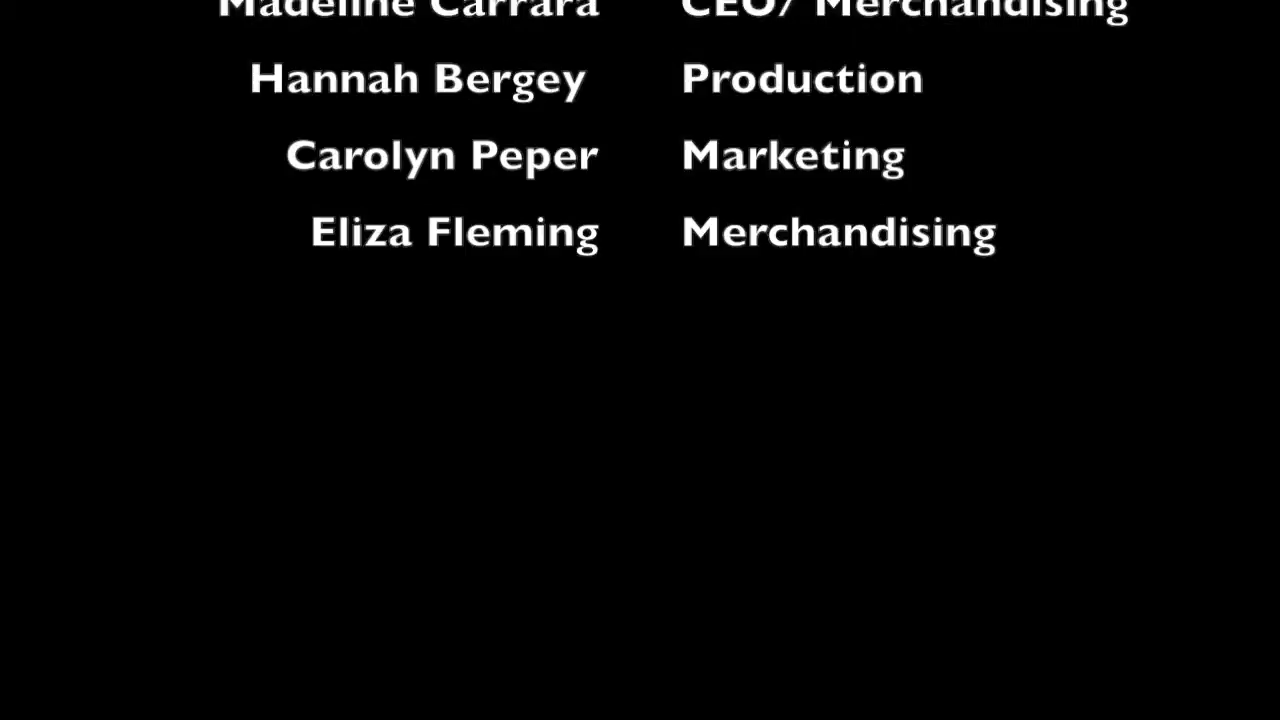 Madeline Carrara CEO/ Merchandising
Hannah Bergey Production
Carolyn Peper Marketing
Eliza Fleming Merchandising